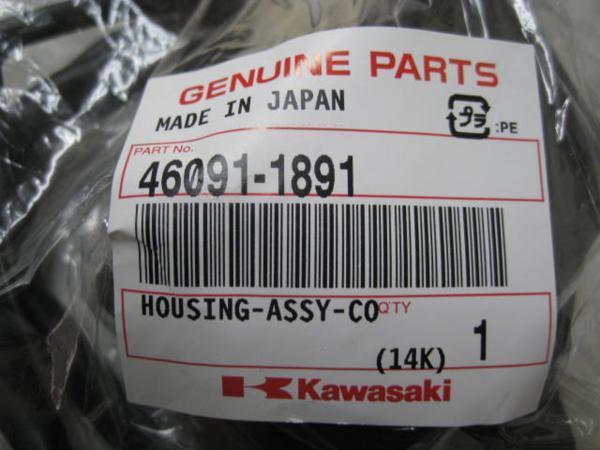 GENUINE PARTS
MADE IN JAPAN
プラ :PE
PART No.
46091-1891
HOUSING-ASSY-CO Q'TY
(14K) 1
Kawasaki